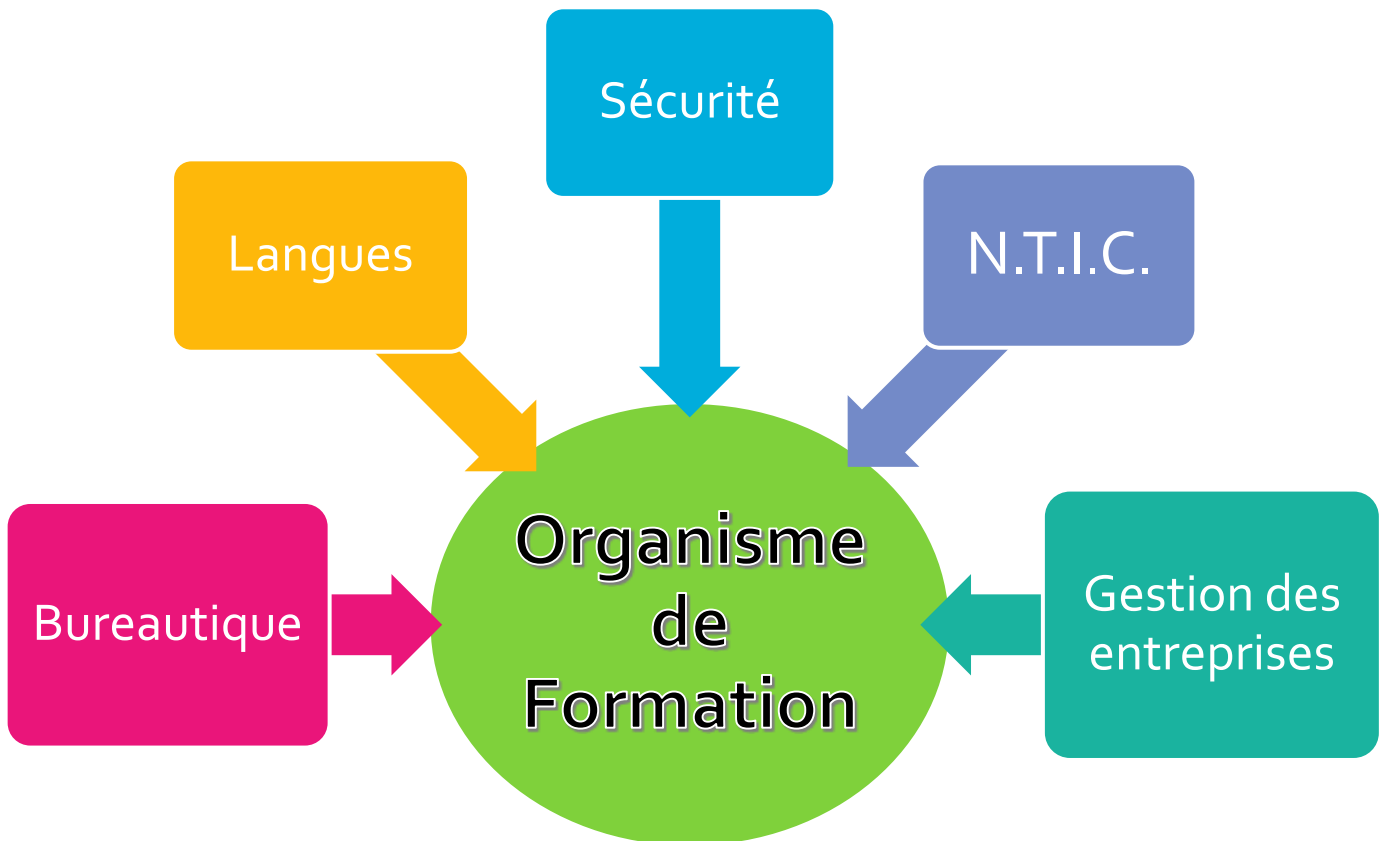 Sécurité
Langues
N.T.I.C.
Bureautique
Organisme
de
Formation
Gestion des
entreprises